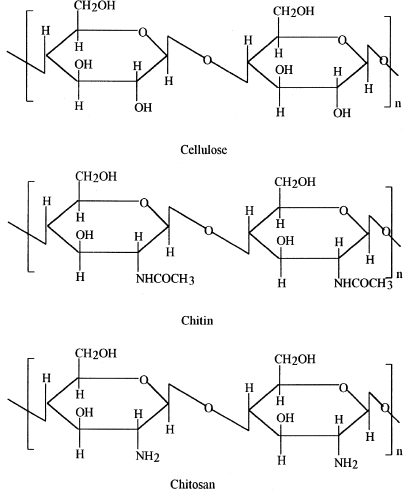 CH2OH CH2OH
H H O H H O
OH H H O OH H O H
H OH H OH n
Cellulose
CH2OH CH2OH
H H O H H O
OH H H O OH H O H
H NHCOCH3 H NHCOCH3 n
Chitin
CH2OH CH2OH
H H O H H O
OH H H O OH H O H
H NH2 H NH2 n
Chitosan